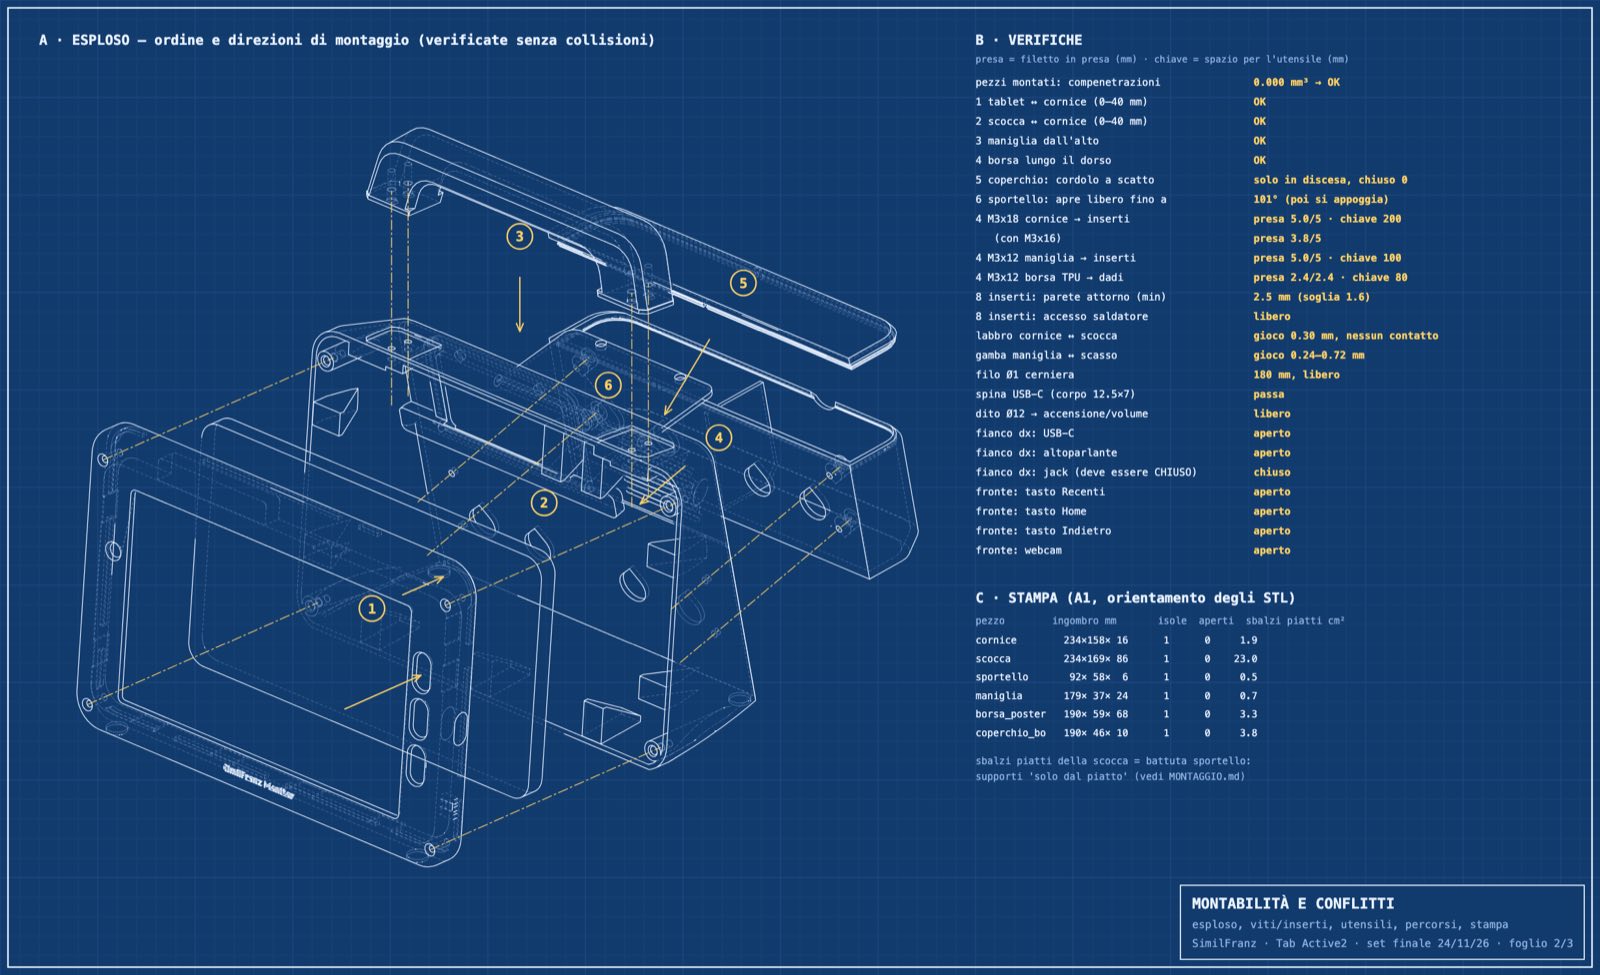 A · ESPLOSO — ordine e direzioni di montaggio (verificate senza collisioni)
3
5
6
4
2
1
SimilFranz Monitor
B · VERIFICHE
presa = filetto in presa (mm) · chiave = spazio per l'utensile (mm)
pezzi montati: compenetrazioni 0.000 mm³ → OK
1 tablet ↔ cornice (0–40 mm) OK
2 scocca ↔ cornice (0–40 mm) OK
3 maniglia dall'alto OK
4 borsa lungo il dorso OK
5 coperchio: cordolo a scatto solo in discesa, chiuso 0
6 sportello: apre libero fino a 101° (poi si appoggia)
4 M3x18 cornice → inserti presa 5.0/5 · chiave 200
(con M3x16) presa 3.8/5
4 M3x12 maniglia → inserti presa 5.0/5 · chiave 100
4 M3x12 borsa TPU → dadi presa 2.4/2.4 · chiave 80
8 inserti: parete attorno (min) 2.5 mm (soglia 1.6)
8 inserti: accesso saldatore libero
labbro cornice ↔ scocca gioco 0.30 mm, nessun contatto
gamba maniglia ↔ scasso gioco 0.24–0.72 mm
filo Ø1 cerniera 180 mm, libero
spina USB-C (corpo 12.5×7) passa
dito Ø12 → accensione/volume libero
fianco dx: USB-C aperto
fianco dx: altoparlante aperto
fianco dx: jack (deve essere CHIUSO) chiuso
fronte: tasto Recenti aperto
fronte: tasto Home aperto
fronte: tasto Indietro aperto
fronte: webcam aperto
C · STAMPA (A1, orientamento degli STL)
pezzo ingombro mm isole aperti sbalzi piatti cm²
cornice 234×158× 16 1 0 1.9
scocca 234×169× 86 1 0 23.0
sportello 92× 58× 6 1 0 0.5
maniglia 179× 37× 24 1 0 0.7
borsa_poster 190× 59× 68 1 0 3.3
coperchio_bo 190× 46× 10 1 0 3.8
sbalzi piatti della scocca = battuta sportello:
supporti 'solo dal piatto' (vedi MONTAGGIO.md)
MONTABILITÀ E CONFLITTI
esploso, viti/inserti, utensili, percorsi, stampa
SimilFranz · Tab Active2 · set finale 24/11/26 · foglio 2/3